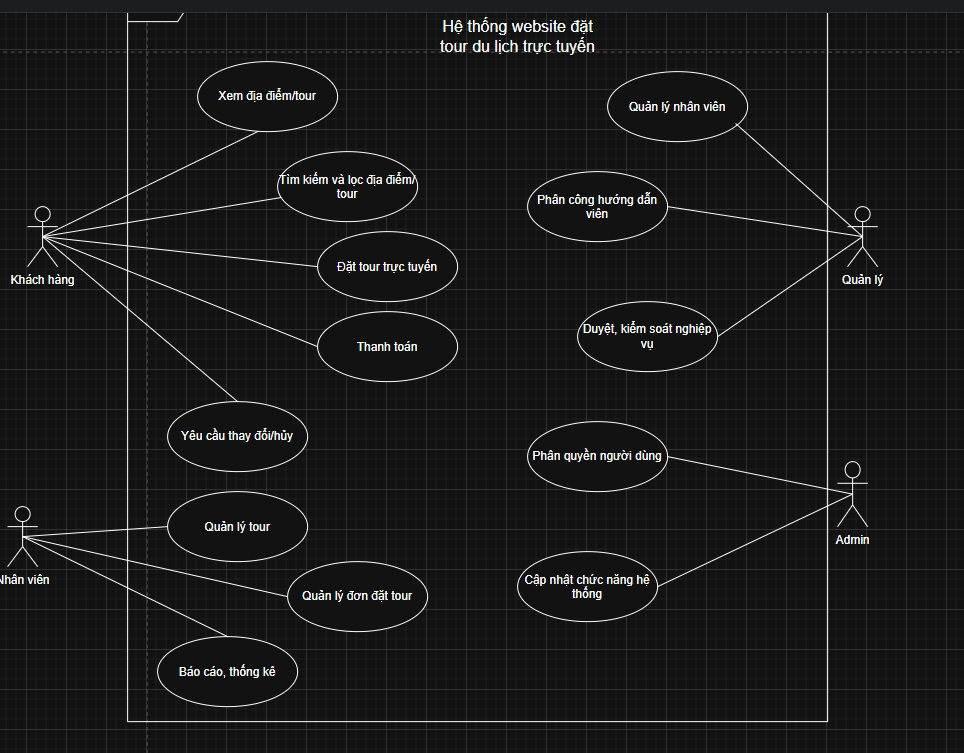 Hệ thống website đặt
tour du lịch trực tuyến
Xem địa điểm/tour
Quản lý nhân viên
Tìm kiếm và lọc địa điểm/
tour
Phân công hướng dẫn
viên
Khách hàng
Đặt tour trực tuyến
Quản lý
Thanh toán
Duyệt, kiểm soát nghiệp
vụ
Yêu cầu thay đổi/hủy
Phân quyền người dùng
Quản lý tour
Admin
Nhân viên
Quản lý đơn đặt tour
Cập nhật chức năng hệ
thống
Báo cáo, thống kê